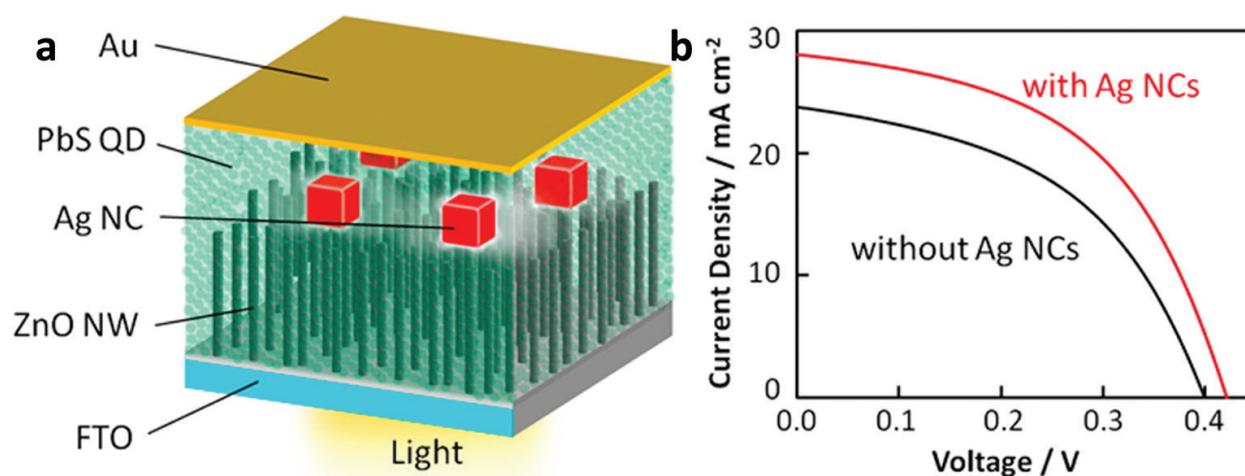 a
Au
PbS QD
Ag NC
ZnO NW
FTO
Light
b
Current Density / mA cm⁻²
30
20
10
0
with Ag NCs
without Ag NCs
0.0 0.1 0.2 0.3 0.4
Voltage / V